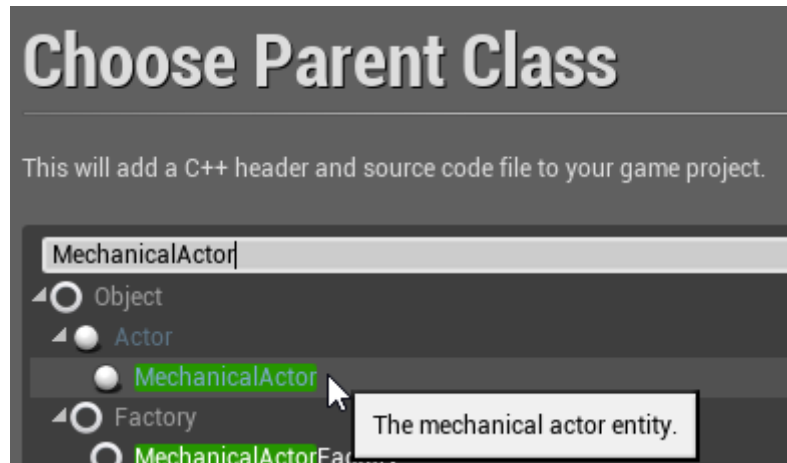 Choose Parent Class
This will add a C++ header and source code file to your game project.
MechanicalActor
Object
Actor
MechanicalActor
The mechanical actor entity.
Factory
MechanicalActorFactory